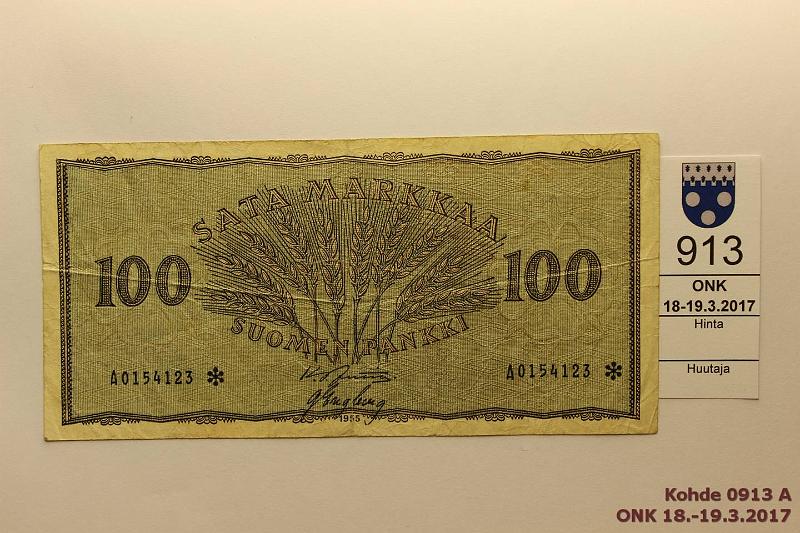 SATA MARKKAA
100 100
SUOMEN PANKKI
A0154123 * A0154123 *
1955
913
ONK
18-19.3.2017
Hinta
Huutaja
Kohde 0913 A
ONK 18.-19.3.2017